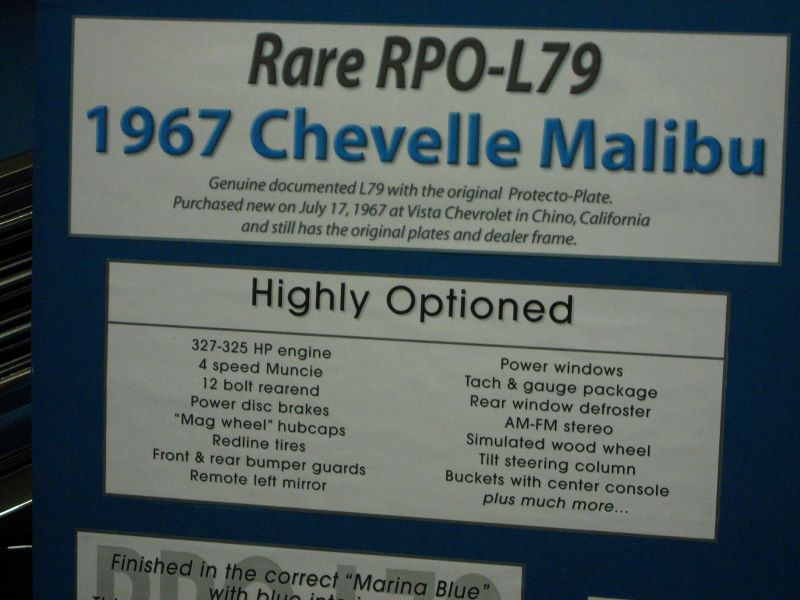 Rare RPO-L79
1967 Chevelle Malibu
Genuine documented L79 with the original Protecto-Plate.
Purchased new on July 17, 1967 at Vista Chevrolet in Chino, California
and still has the original plates and dealer frame.
Highly Optioned
327-325 HP engine
4 speed Muncie
12 bolt rearend
Power disc brakes
"Mag wheel" hubcaps
Redline tires
Front & rear bumper guards
Remote left mirror
Power windows
Tach & gauge package
Rear window defroster
AM-FM stereo
Simulated wood wheel
Tilt steering column
Buckets with center console
plus much more...
RPO-L79
Finished in the correct "Marina Blue"
with blue